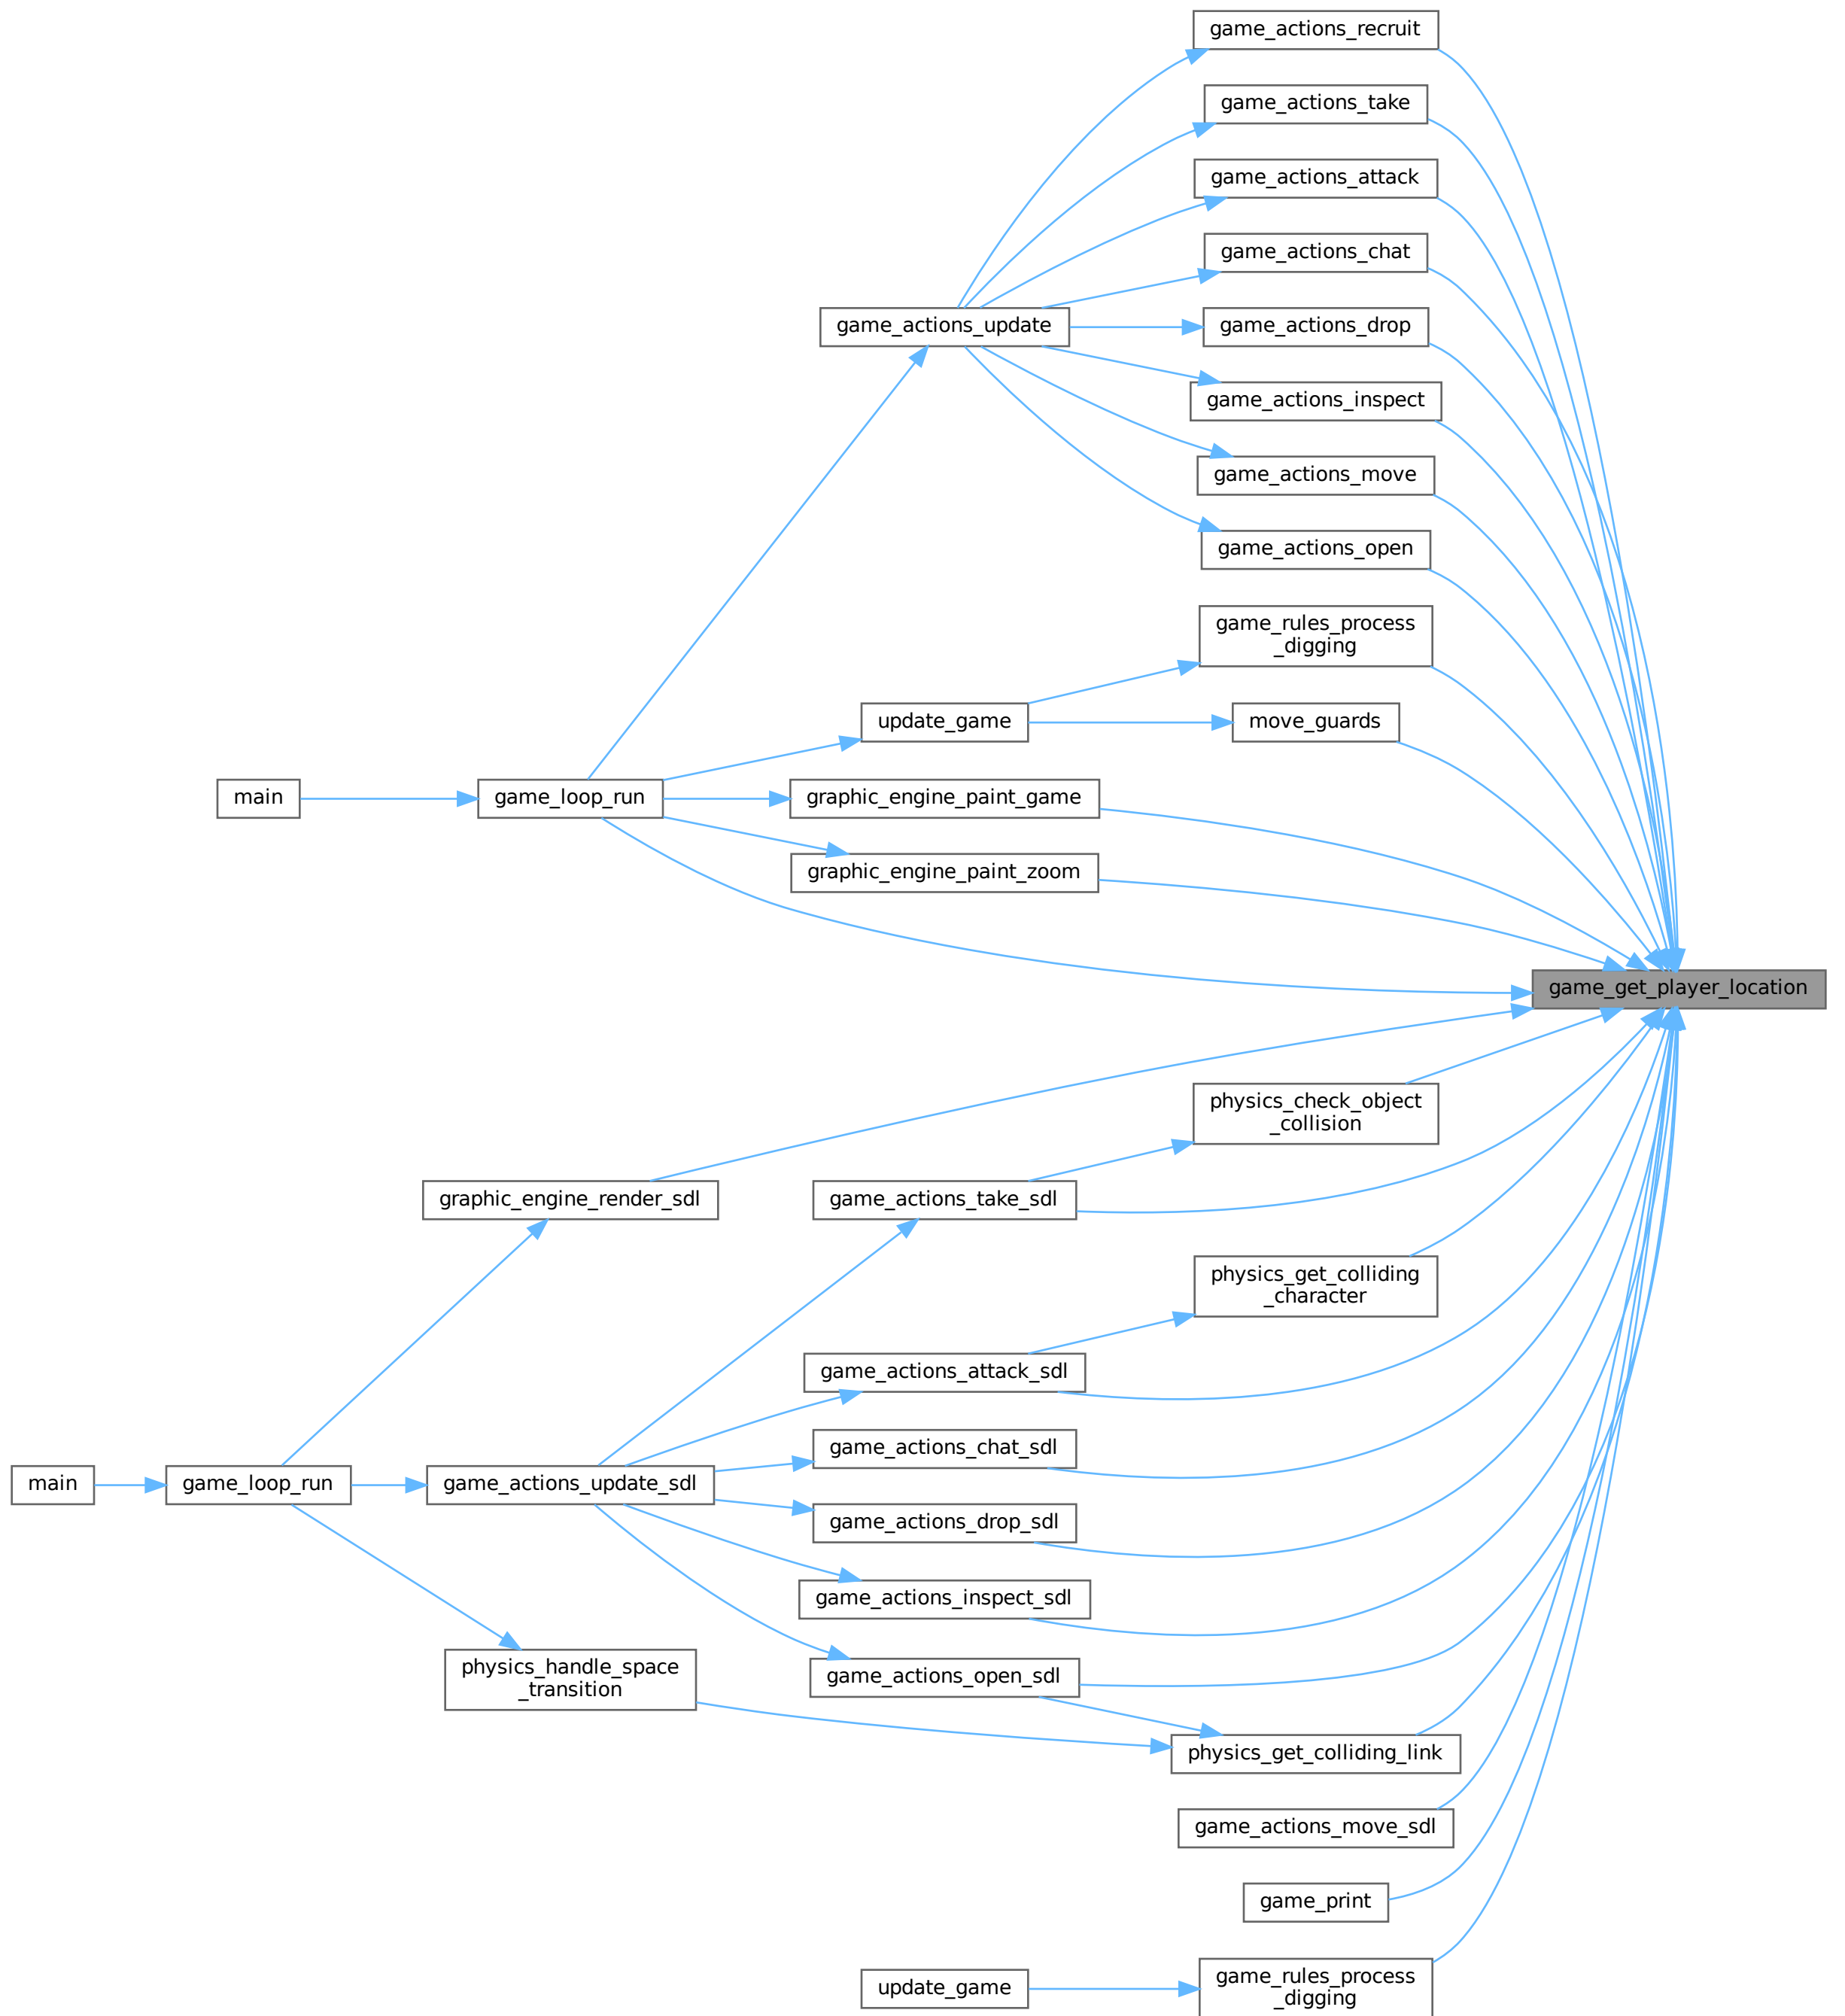 game_actions_recruit
game_actions_take
game_actions_attack
game_actions_chat
game_actions_update
game_actions_drop
game_actions_inspect
game_actions_move
game_actions_open
game_rules_process
_digging
update_game
move_guards
main
game_loop_run
graphic_engine_paint_game
graphic_engine_paint_zoom
game_get_player_location
physics_check_object
_collision
graphic_engine_render_sdl
game_actions_take_sdl
physics_get_colliding
_character
game_actions_attack_sdl
game_actions_chat_sdl
main
game_loop_run
game_actions_update_sdl
game_actions_drop_sdl
game_actions_inspect_sdl
physics_handle_space
_transition
game_actions_open_sdl
physics_get_colliding_link
game_actions_move_sdl
game_print
update_game
game_rules_process
_digging